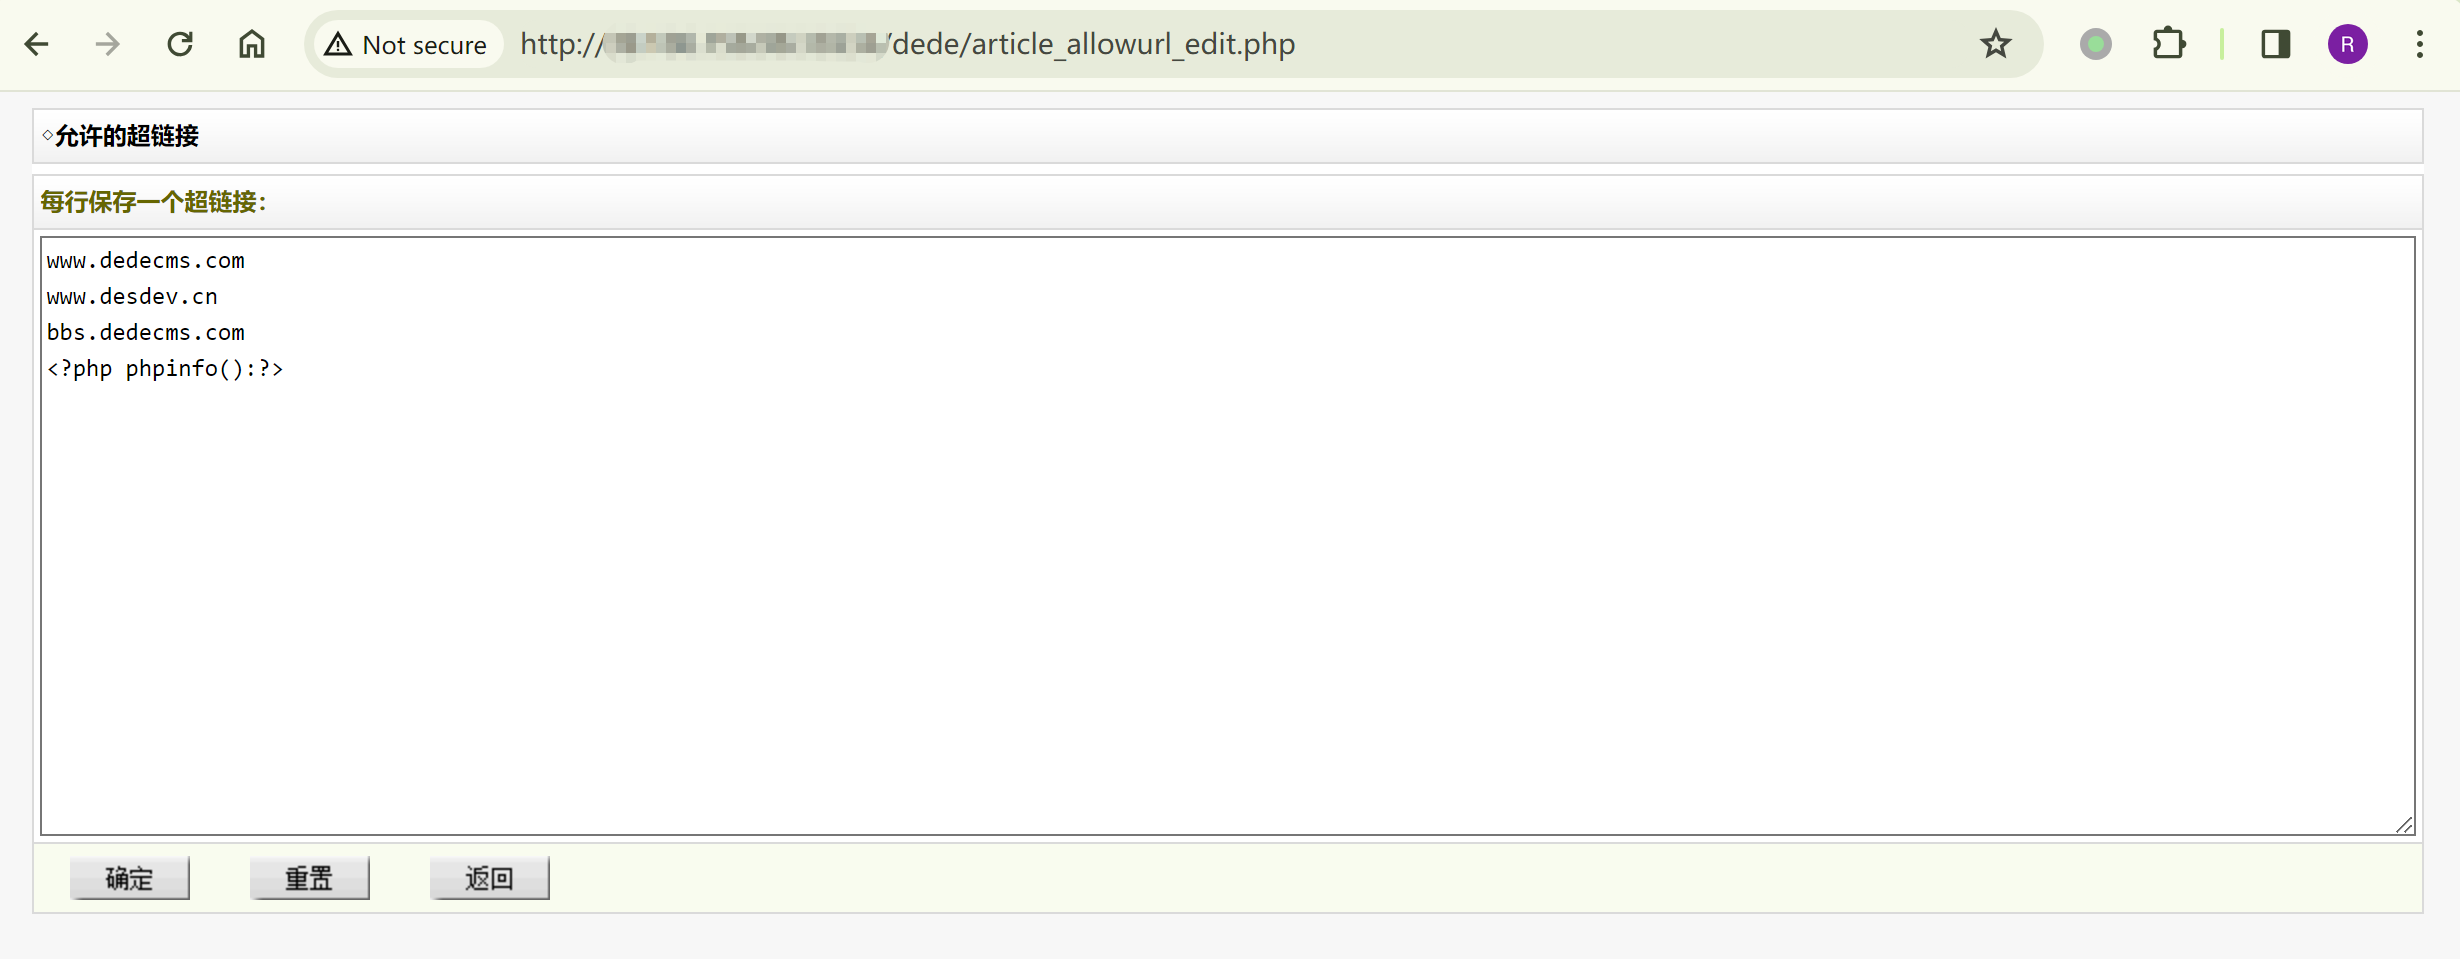 Not secure http:///dede/article_allowurl_edit.php R
◇允许的超链接
每行保存一个超链接：
www.dedecms.com
www.desdev.cn
bbs.dedecms.com
<?php phpinfo():?>
确定 重置 返回